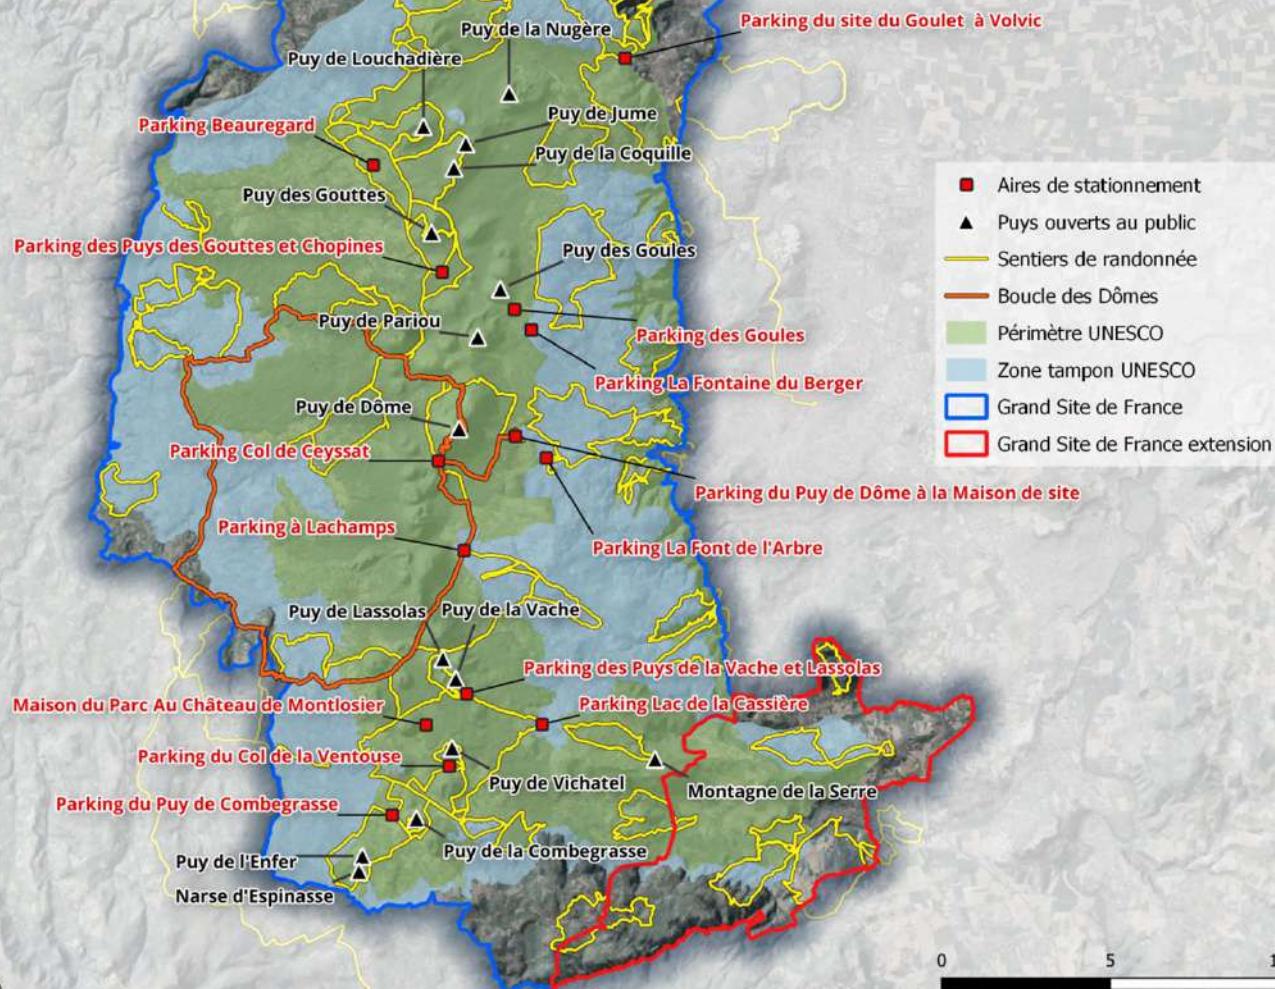 Parking du site du Goulet à Volvic
Puy de la Nugère
Puy de Louchadière
Puy de Jume
Parking Beauregard
Puy de la Coquille
Puy des Gouttes
Parking des Puys des Gouttes et Chopines
Puy des Goules
Puy de Pariou
Parking des Goules
Parking La Fontaine du Berger
Puy de Dôme
Parking Col de Ceyssat
Parking du Puy de Dôme à la Maison de site
Parking à Lachamps
Parking La Font de l'Arbre
Puy de Lassolas
Puy de la Vache
Parking des Puys de la Vache et Lassolas
Maison du Parc Au Château de Montlosier
Parking Lac de la Cassière
Parking du Col de la Ventouse
Puy de Vichatel
Montagne de la Serre
Parking du Puy de Combegrasse
Puy de la Combegrasse
Puy de l'Enfer
Narse d'Espinasse
Aires de stationnement
Puys ouverts au public
Sentiers de randonnée
Boucle des Dômes
Périmètre UNESCO
Zone tampon UNESCO
Grand Site de France
Grand Site de France extension
0 5